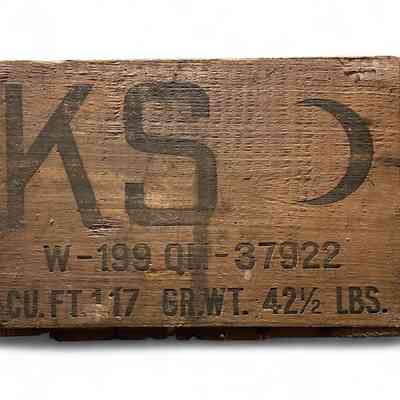 KS
W-199 QM-37922
CU. FT. 1.17 GR. WT. 42½ LBS.